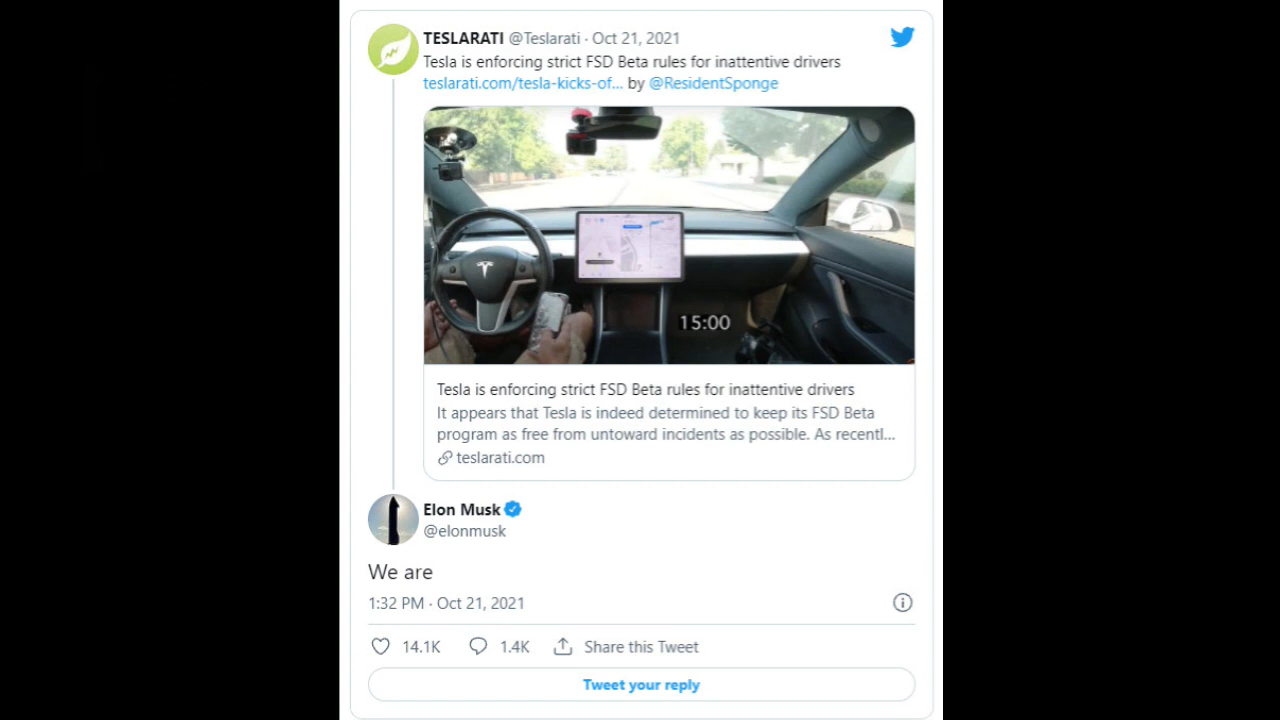 TESLARATI @Teslarati · Oct 21, 2021
Tesla is enforcing strict FSD Beta rules for inattentive drivers
teslarati.com/tesla-kicks-of... by @ResidentSponge
15:00
Tesla is enforcing strict FSD Beta rules for inattentive drivers
It appears that Tesla is indeed determined to keep its FSD Beta
program as free from untoward incidents as possible. As recentl...
teslarati.com
Elon Musk
@elonmusk
We are
1:32 PM · Oct 21, 2021
14.1K 1.4K Share this Tweet
Tweet your reply